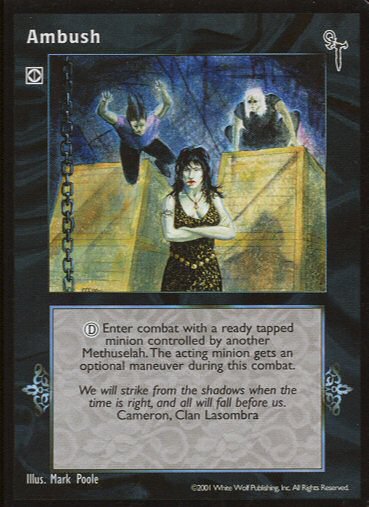 Ambush
D Enter combat with a ready tapped
minion controlled by another
Methuselah. The acting minion gets an
optional maneuver during this combat.
We will strike from the shadows when the
time is right, and all will fall before us.
Cameron, Clan Lasombra
Illus. Mark Poole
©2001 White Wolf Publishing, Inc. All Rights Reserved.